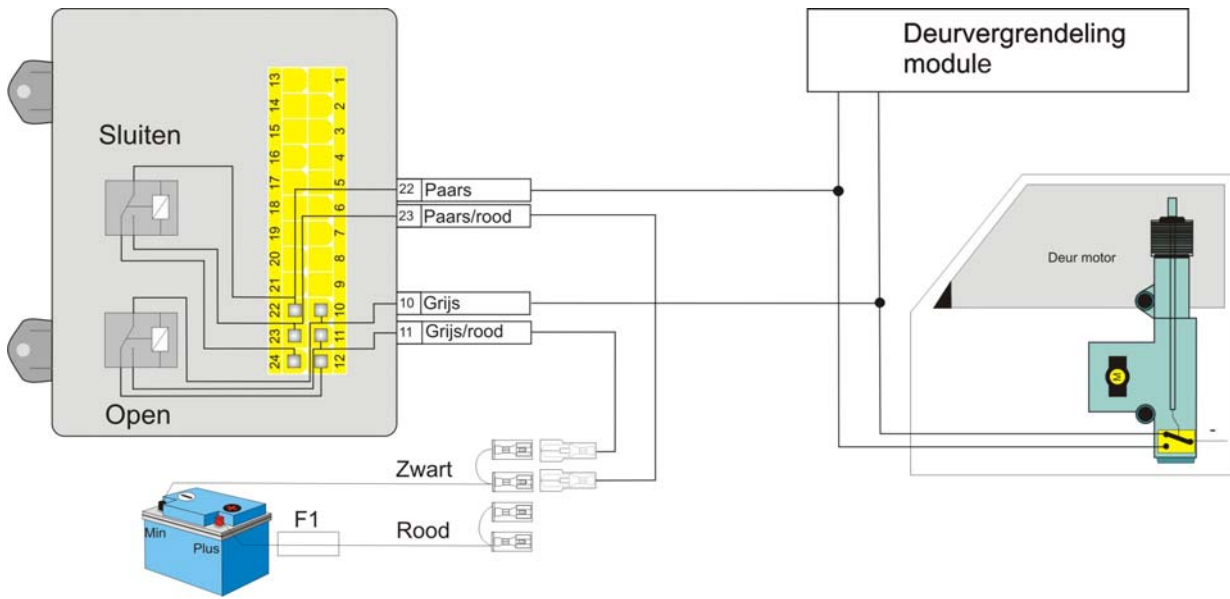 Deurvergrendeling
module
Sluiten
13 1
14 2
15 3
16 4
17 5
18 6
19 7
20 8
21 9
22 10
23 11
24 12
22 Paars
23 Paars/rood
10 Grijs
11 Grijs/rood
Open
Deur motor
M
-
Zwart
Min
Plus
F1
Rood